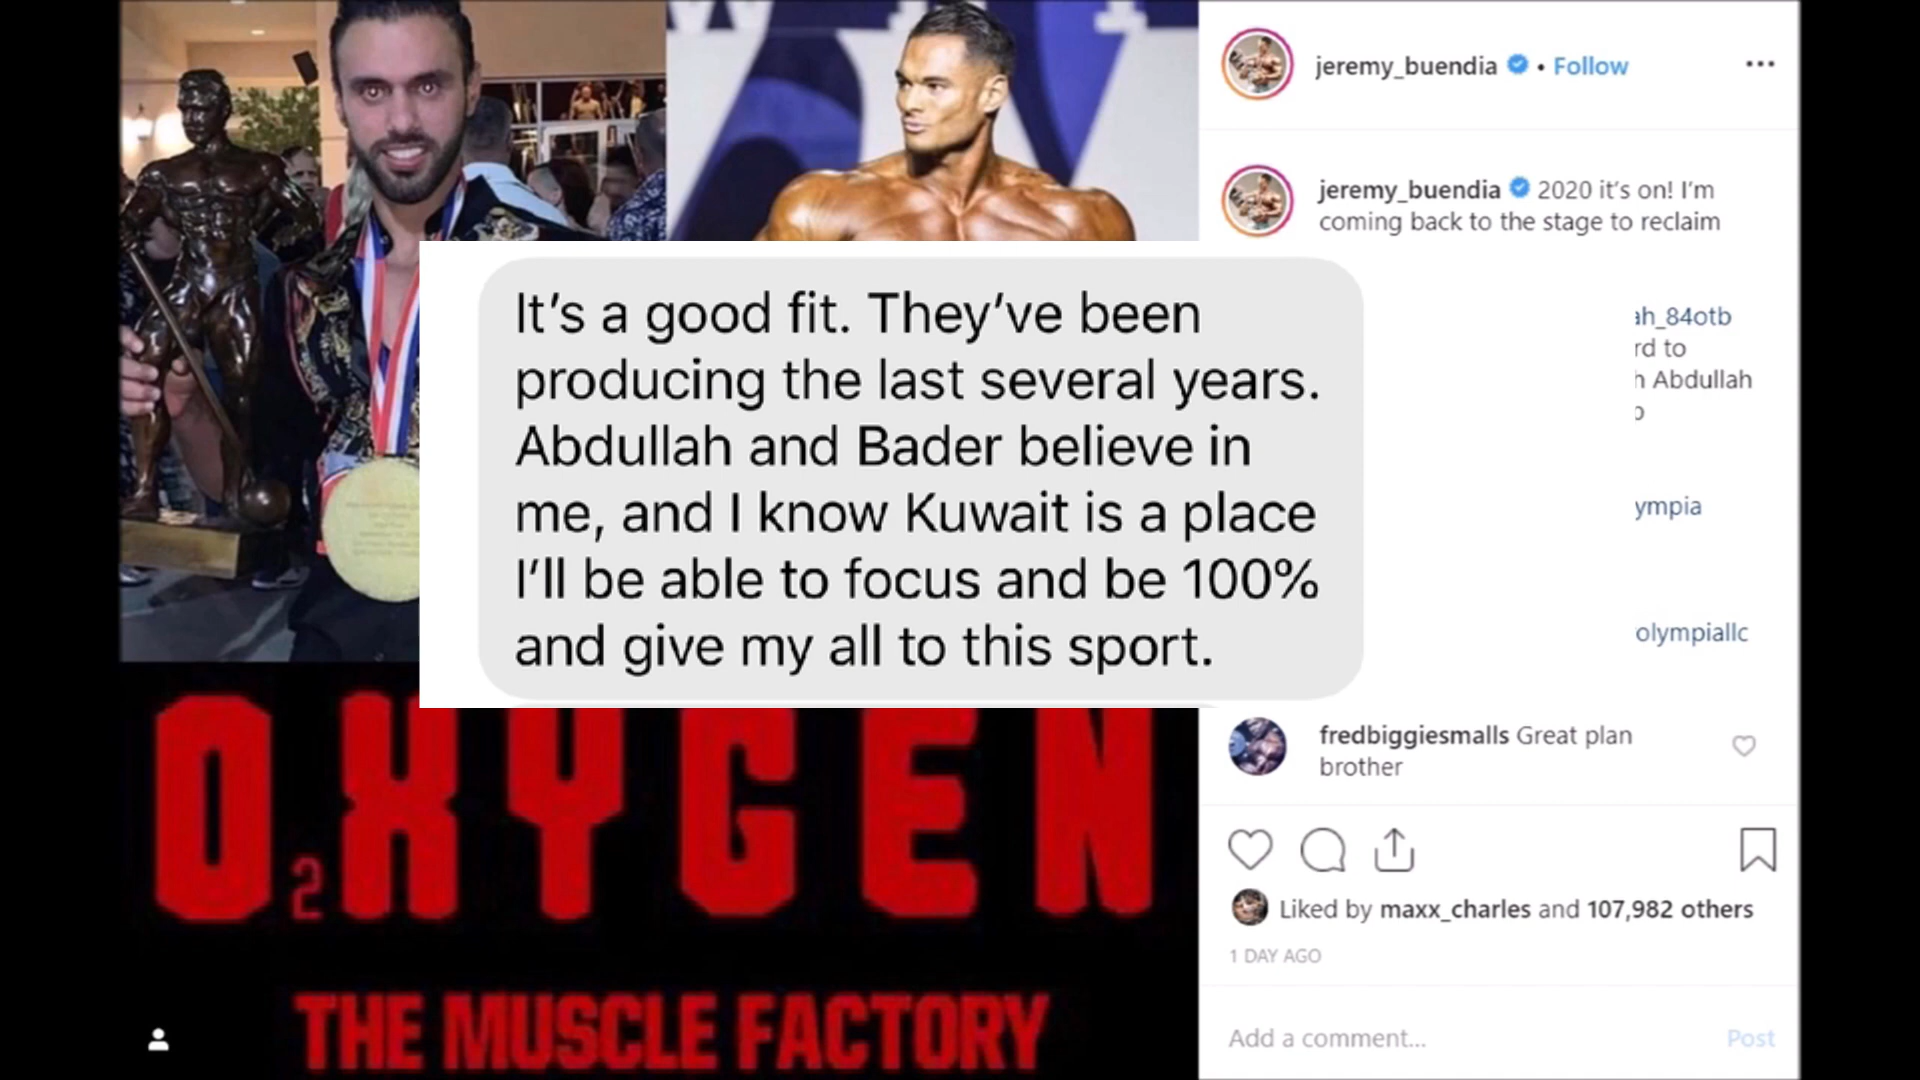 jeremy_buendia • Follow
jeremy_buendia 2020 it's on! I'm
coming back to the stage to reclaim
It's a good fit. They've been
producing the last several years.
Abdullah and Bader believe in
me, and I know Kuwait is a place
I'll be able to focus and be 100%
and give my all to this sport.
ah_84otb
rd to
h Abdullah
ympia
olympiallc
O2XYGEN
THE MUSCLE FACTORY
fredbiggiesmalls Great plan
brother
Liked by maxx_charles and 107,982 others
1 DAY AGO
Add a comment... Post